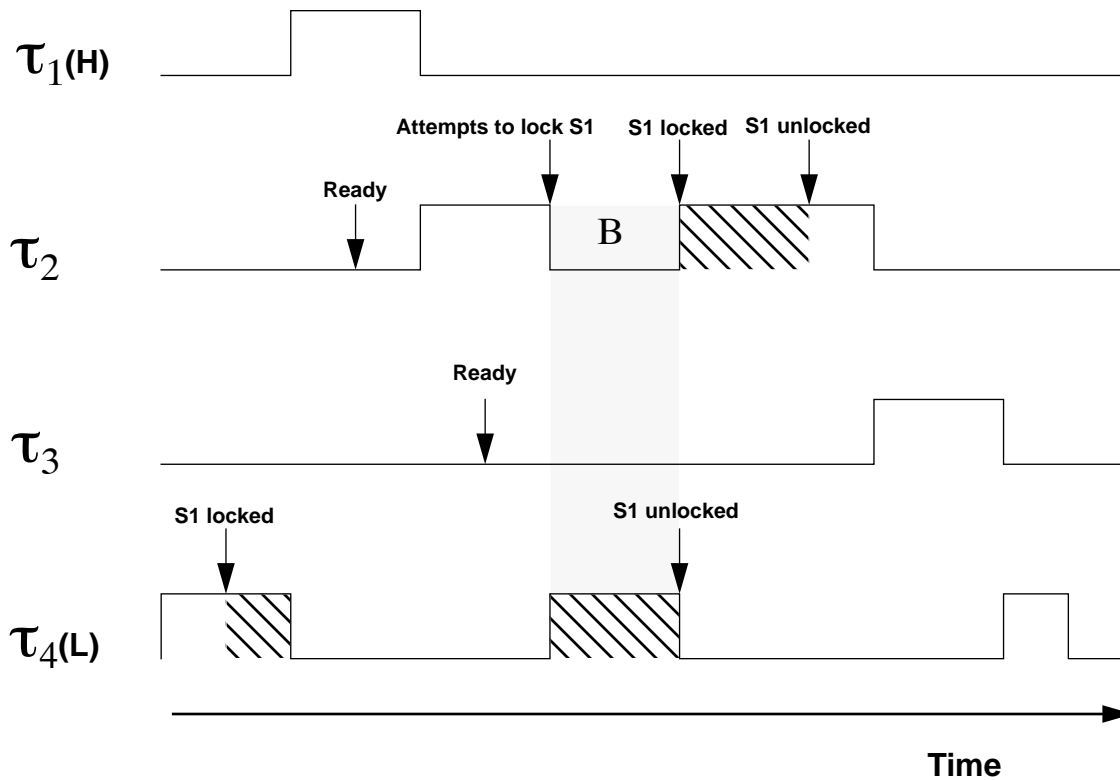 τ1(H)
Attempts to lock S1
S1 locked
S1 unlocked
Ready
τ2
B
Ready
τ3
S1 locked
S1 unlocked
τ4(L)
Time